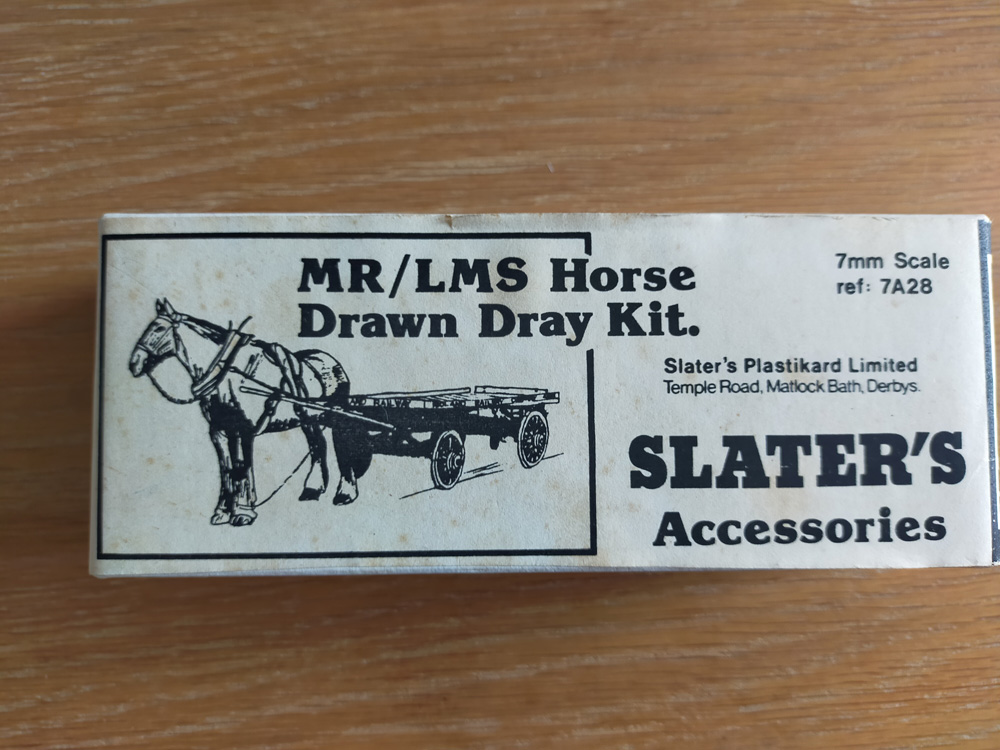 MR/LMS Horse
Drawn Dray Kit.
7mm Scale
ref: 7A28
Slater's Plastikard Limited
Temple Road, Matlock Bath, Derbys.
SLATER'S
Accessories